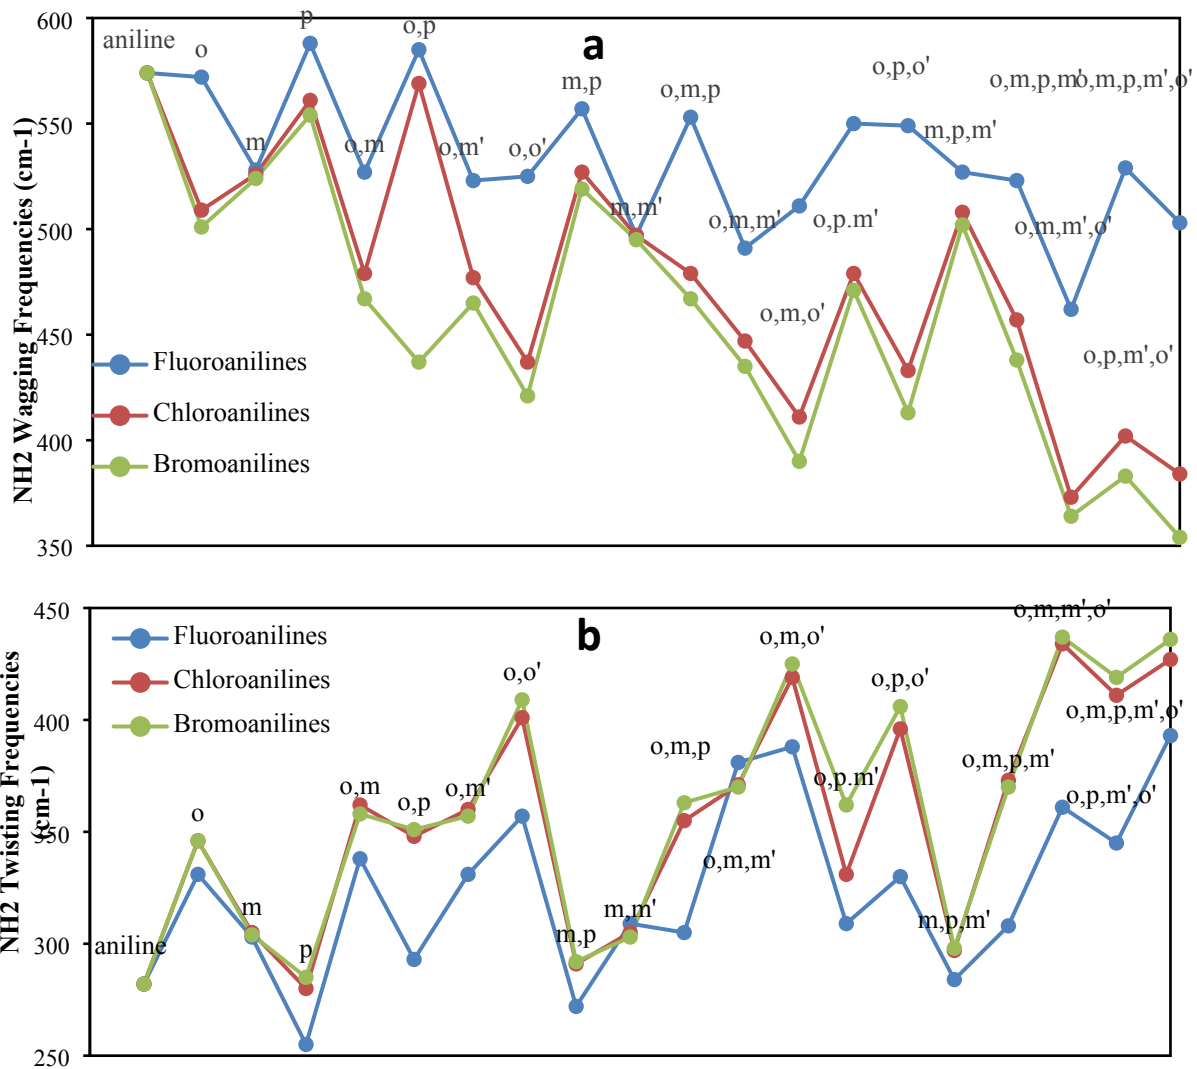 600
550
500
450
400
350
NH2 Wagging Frequencies (cm-1)
a
aniline
o
m
p
o,m
o,p
o,m'
o,o'
m,p
m,m'
o,m,p
o,m,m'
o,m,o'
o,p.m'
o,p,o'
m,p,m'
o,m,p,m'
o,m,m',o'
o,p,m',o'
o,m,p,m',o'
Fluoroanilines
Chloroanilines
Bromoanilines
450
400
350
300
250
NH2 Twisting Frequencies
(cm-1)
b
Fluoroanilines
Chloroanilines
Bromoanilines
aniline
o
m
p
o,m
o,p
o,m'
o,o'
m,p
m,m'
o,m,p
o,m,m'
o,m,o'
o,p.m'
o,p,o'
m,p,m'
o,m,p,m'
o,m,m',o'
o,p,m',o'
o,m,p,m',o'